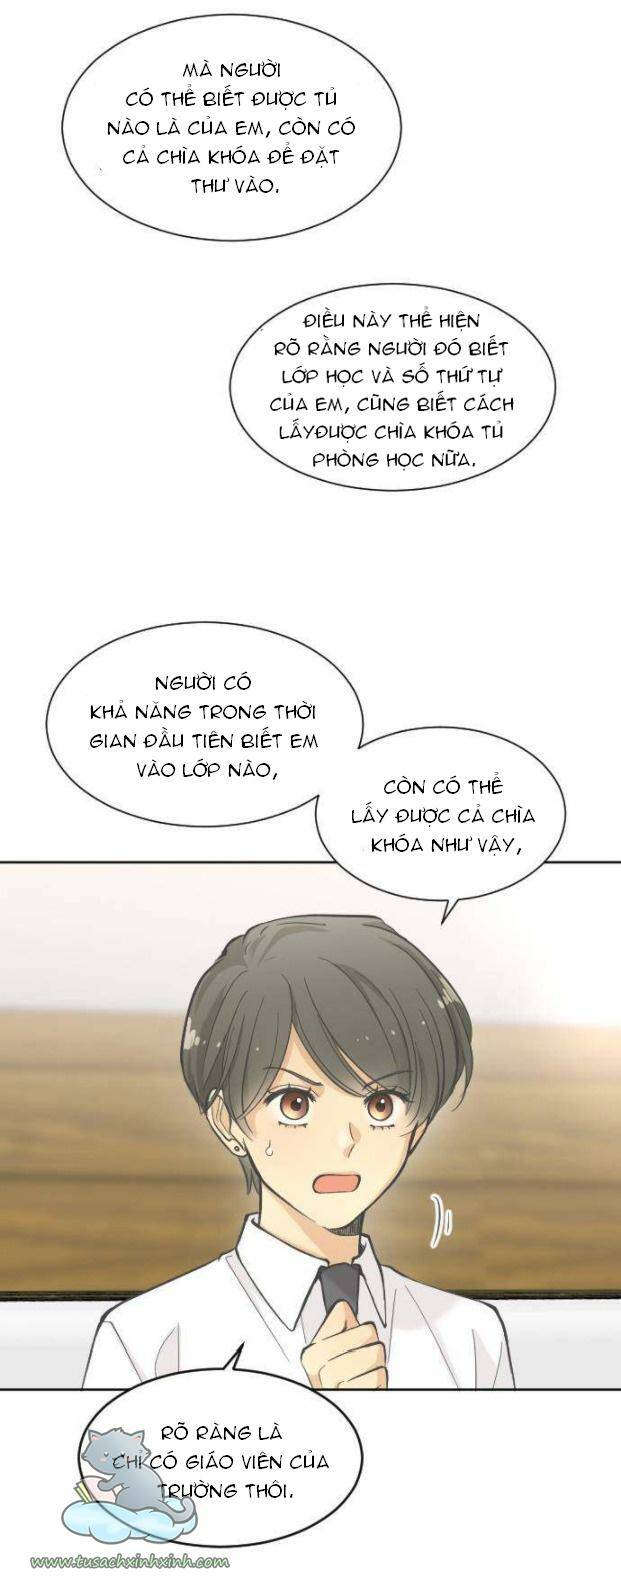 MÀ NGƯỜI
CÓ THỂ BIẾT ĐƯỢC TỦ
NÀO LÀ CỦA EM, CÒN CÓ
CẢ CHÌA KHÓA ĐỂ ĐẶT
THƯ VÀO.
ĐIỀU NÀY THỂ HIỆN
RÕ RẰNG NGƯỜI ĐÓ BIẾT
LỚP HỌC VÀ SỐ THỨ TỰ
CỦA EM, CŨNG BIẾT CÁCH
LẤYĐƯỢC CHÌA KHÓA TỦ
PHÒNG HỌC NỮA.
NGƯỜI CÓ
KHẢ NĂNG TRONG THỜI
GIAN ĐẦU TIÊN BIẾT EM
VÀO LỚP NÀO,
CÒN CÓ THỂ
LẤY ĐƯỢC CẢ CHÌA
KHÓA NHƯ VẬY,
RÕ RÀNG LÀ
CHỈ CÓ GIÁO VIÊN CỦA
TRƯỜNG THÔI.
www.tusachxinhxinh.com